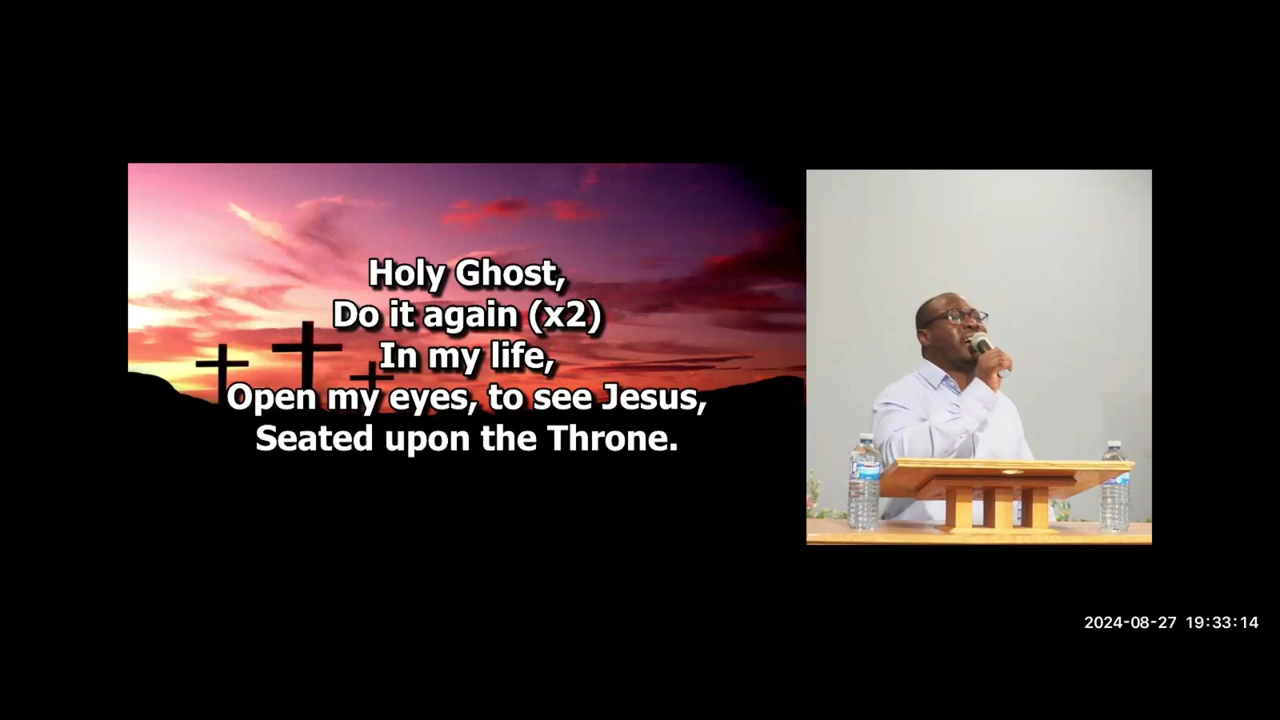 Holy Ghost,
Do it again (x2)
In my life,
Open my eyes, to see Jesus,
Seated upon the Throne.
2024-08-27 19:33:14